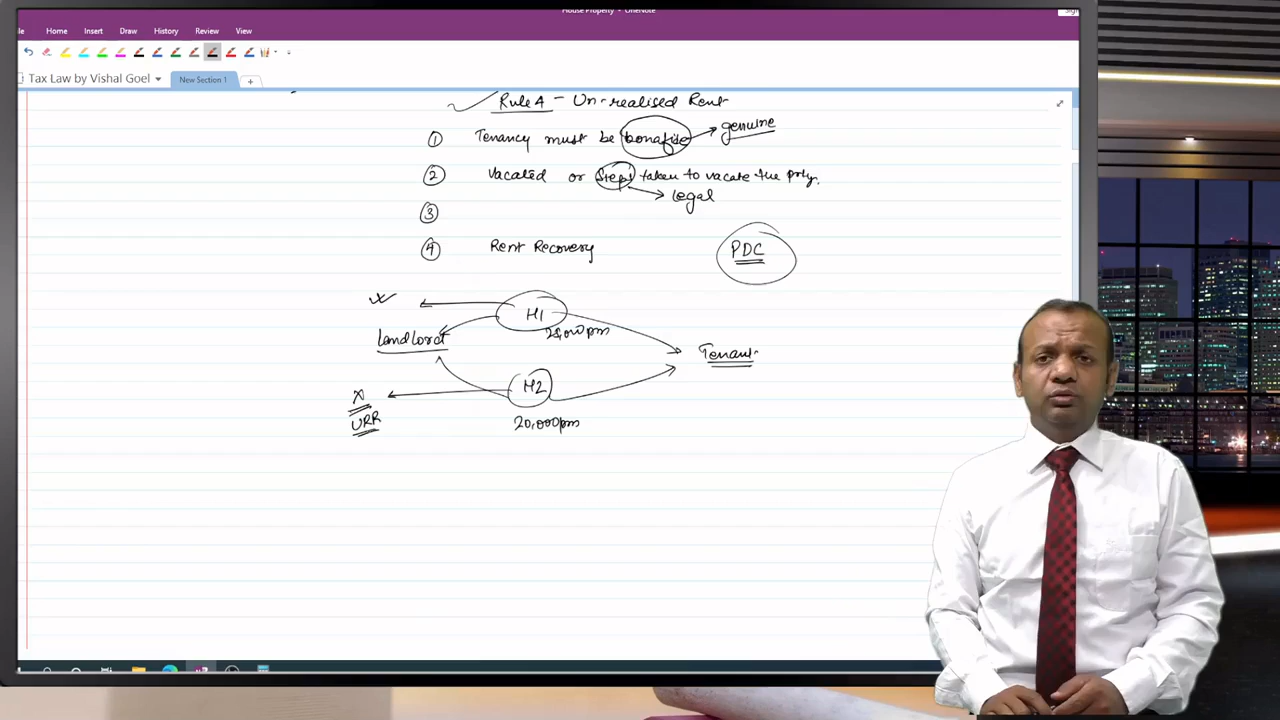 House Property - OneNote
Home Insert Draw History Review View
Tax Law by Vishal Goel New Section 1 +
Rule 4 - Un-realised Rent
① Tenancy must be bonafide genuine
② Vacated or steps taken to vacate the prty.
Legal
③
④ Rent Recovery PDC
H1
landlord 25,000pm Tenant
H2
X
URR 20,000pm